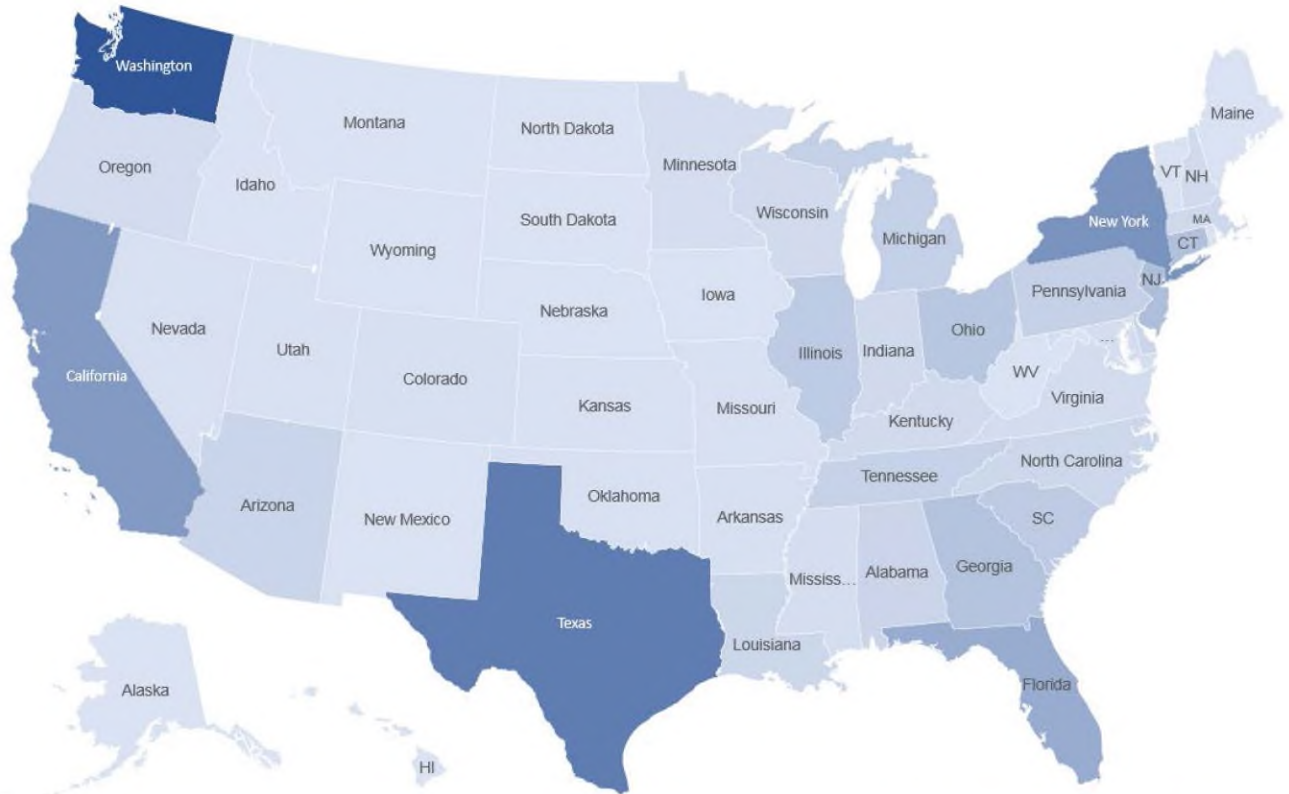 Washington
Montana
North Dakota
Minnesota
Maine
Oregon
Idaho
VT
NH
Wisconsin
South Dakota
MA
New York
Michigan
CT
Wyoming
NJ
Pennsylvania
Iowa
Nebraska
Nevada
Ohio
...
Utah
Illinois
Indiana
WV
California
Colorado
Virginia
Kansas
Missouri
Kentucky
North Carolina
Tennessee
Oklahoma
Arizona
New Mexico
Arkansas
SC
Georgia
Mississ...
Alabama
Texas
Louisiana
Florida
Alaska
HI